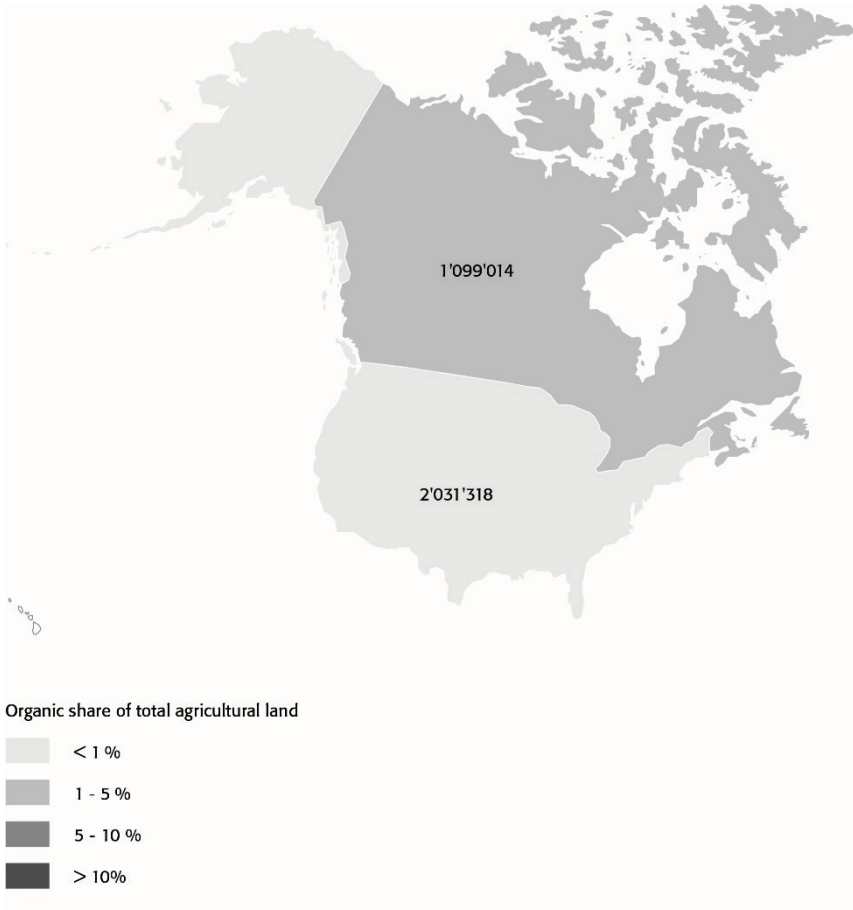 1'099'014
2'031'318
Organic share of total agricultural land
< 1 %
1 - 5 %
5 - 10 %
> 10%